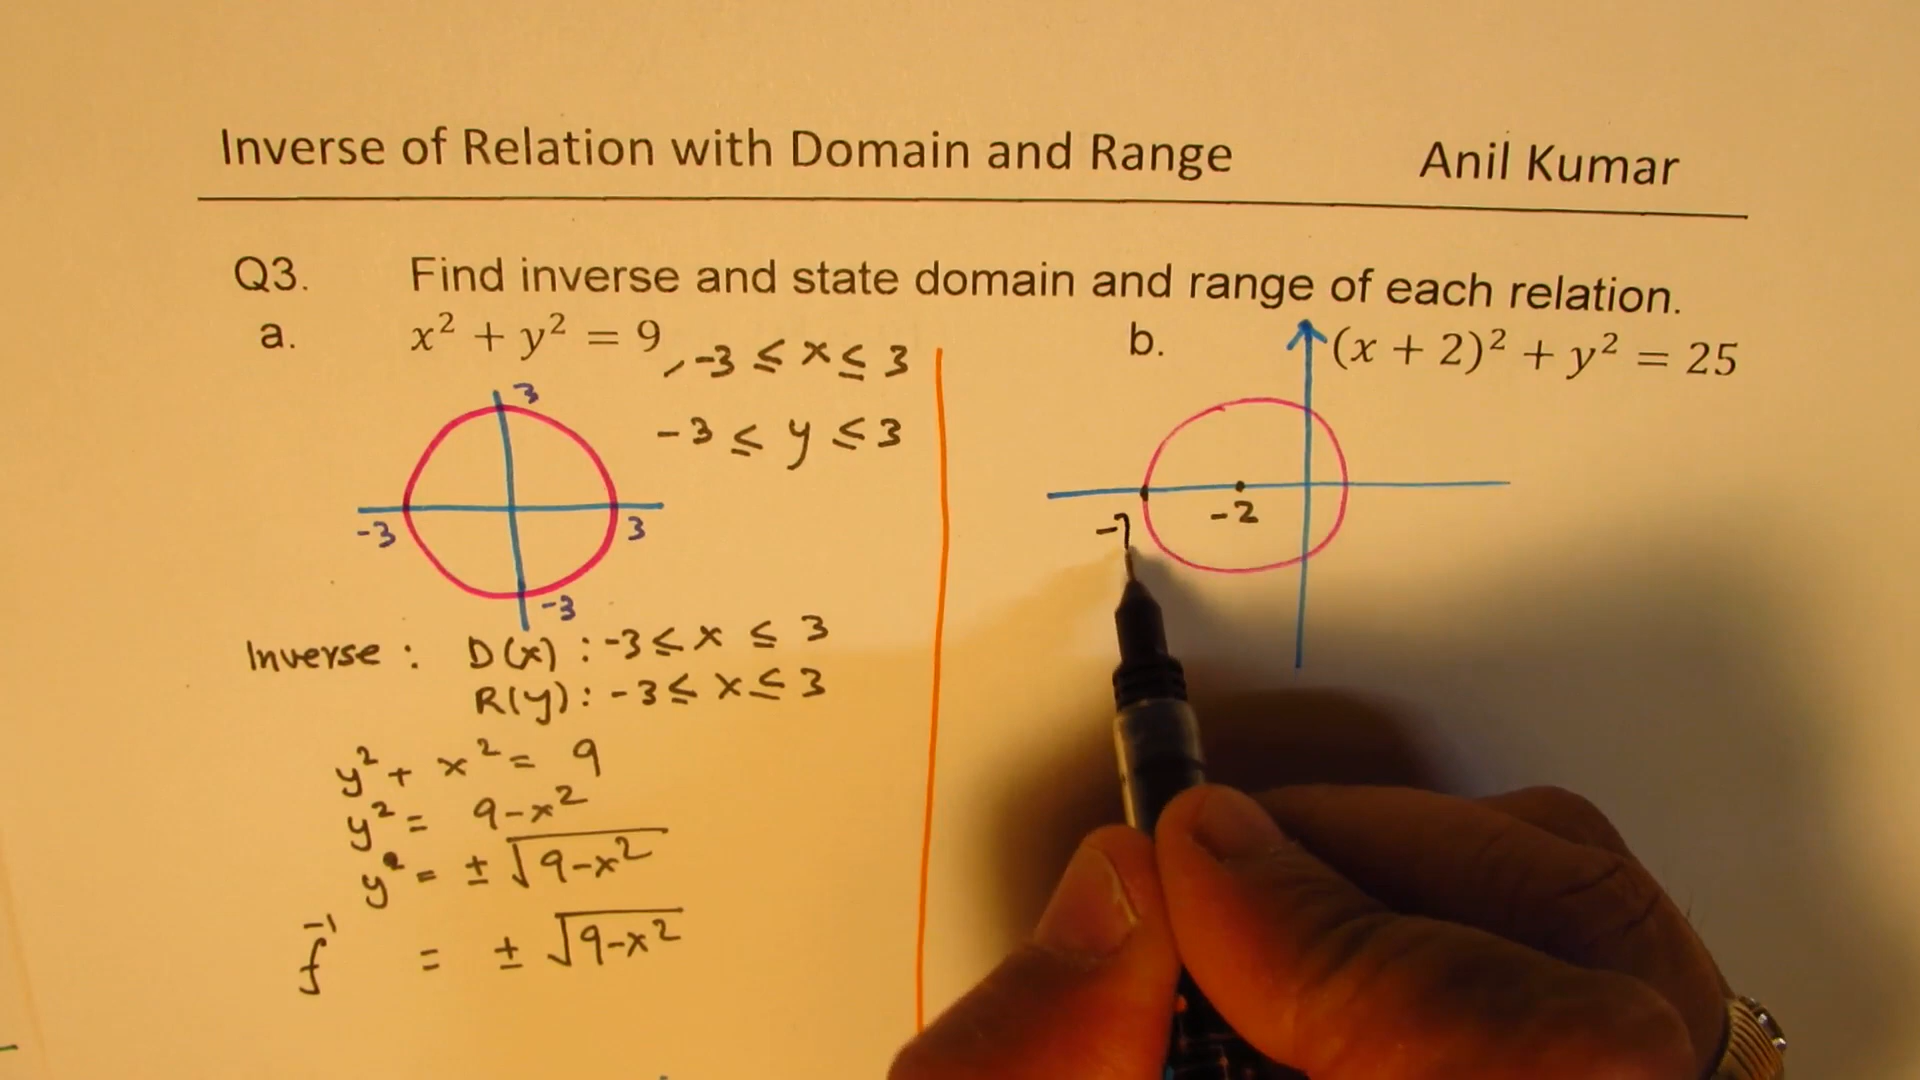 Inverse of Relation with Domain and Range Anil Kumar
Q3. Find inverse and state domain and range of each relation.
a. x² + y² = 9, -3 ≤ x ≤ 3
-3 ≤ y ≤ 3
3
-3 3
-3
Inverse : D(x) : -3 ≤ x ≤ 3
R(y) : -3 ≤ x ≤ 3
y² + x² = 9
y² = 9-x²
y = ± √(9-x²)
f⁻¹ = ± √(9-x²)
b. (x + 2)² + y² = 25
-7 -2